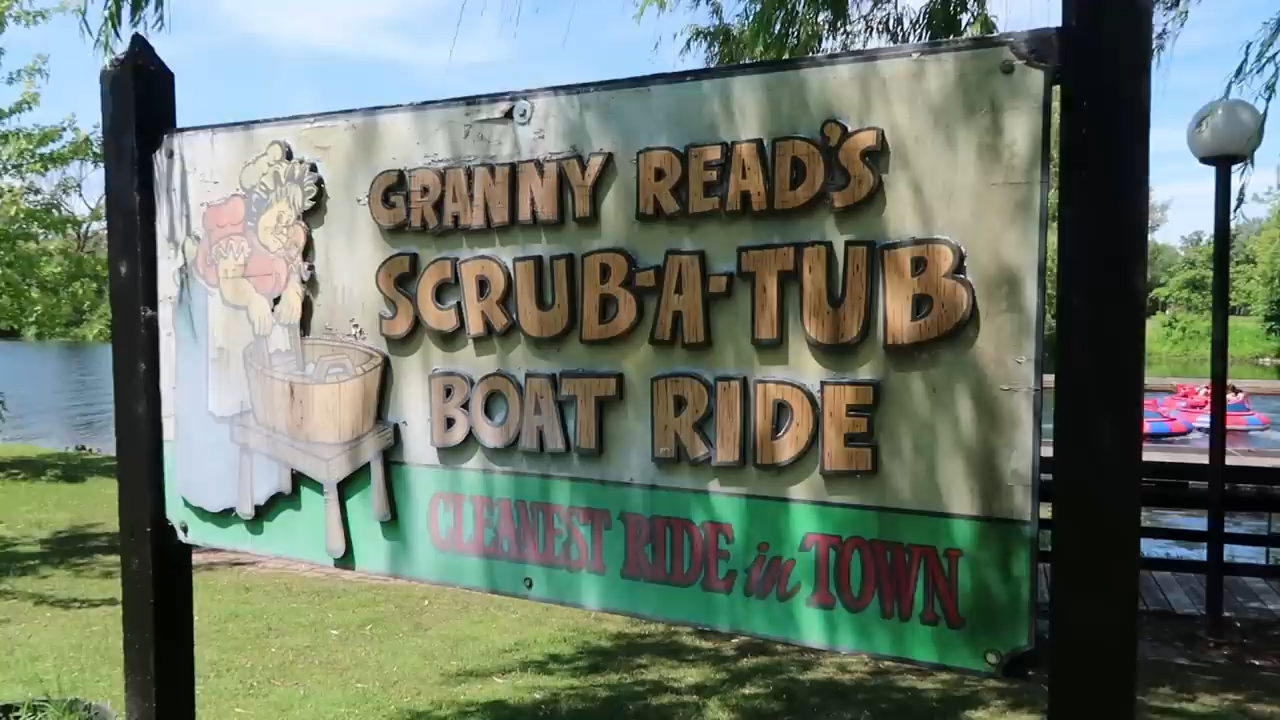 GRANNY READ'S
SCRUB-A-TUB
BOAT RIDE
CLEANEST RIDE in TOWN